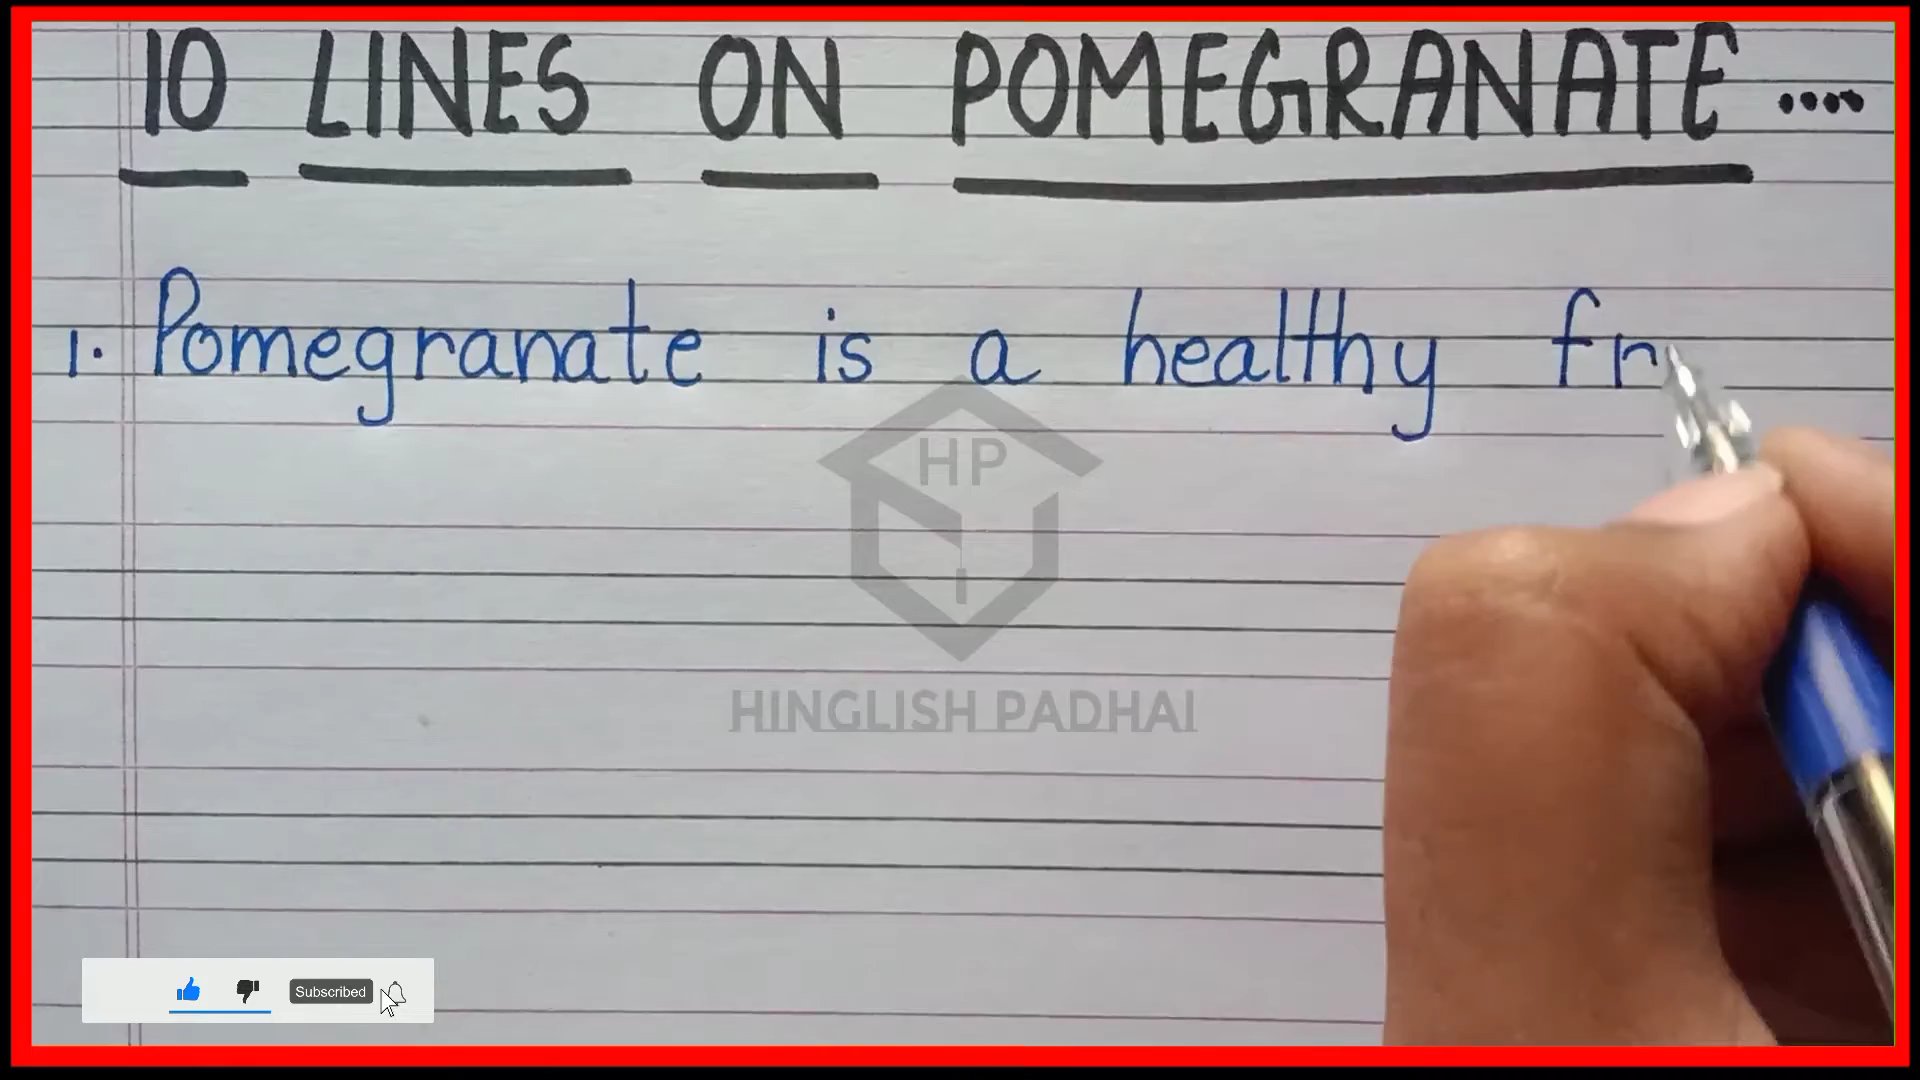 10 LINES ON POMEGRANATE ....
1. Pomegranate is a healthy fr
HP
HINGLISH PADHAI
Subscribed